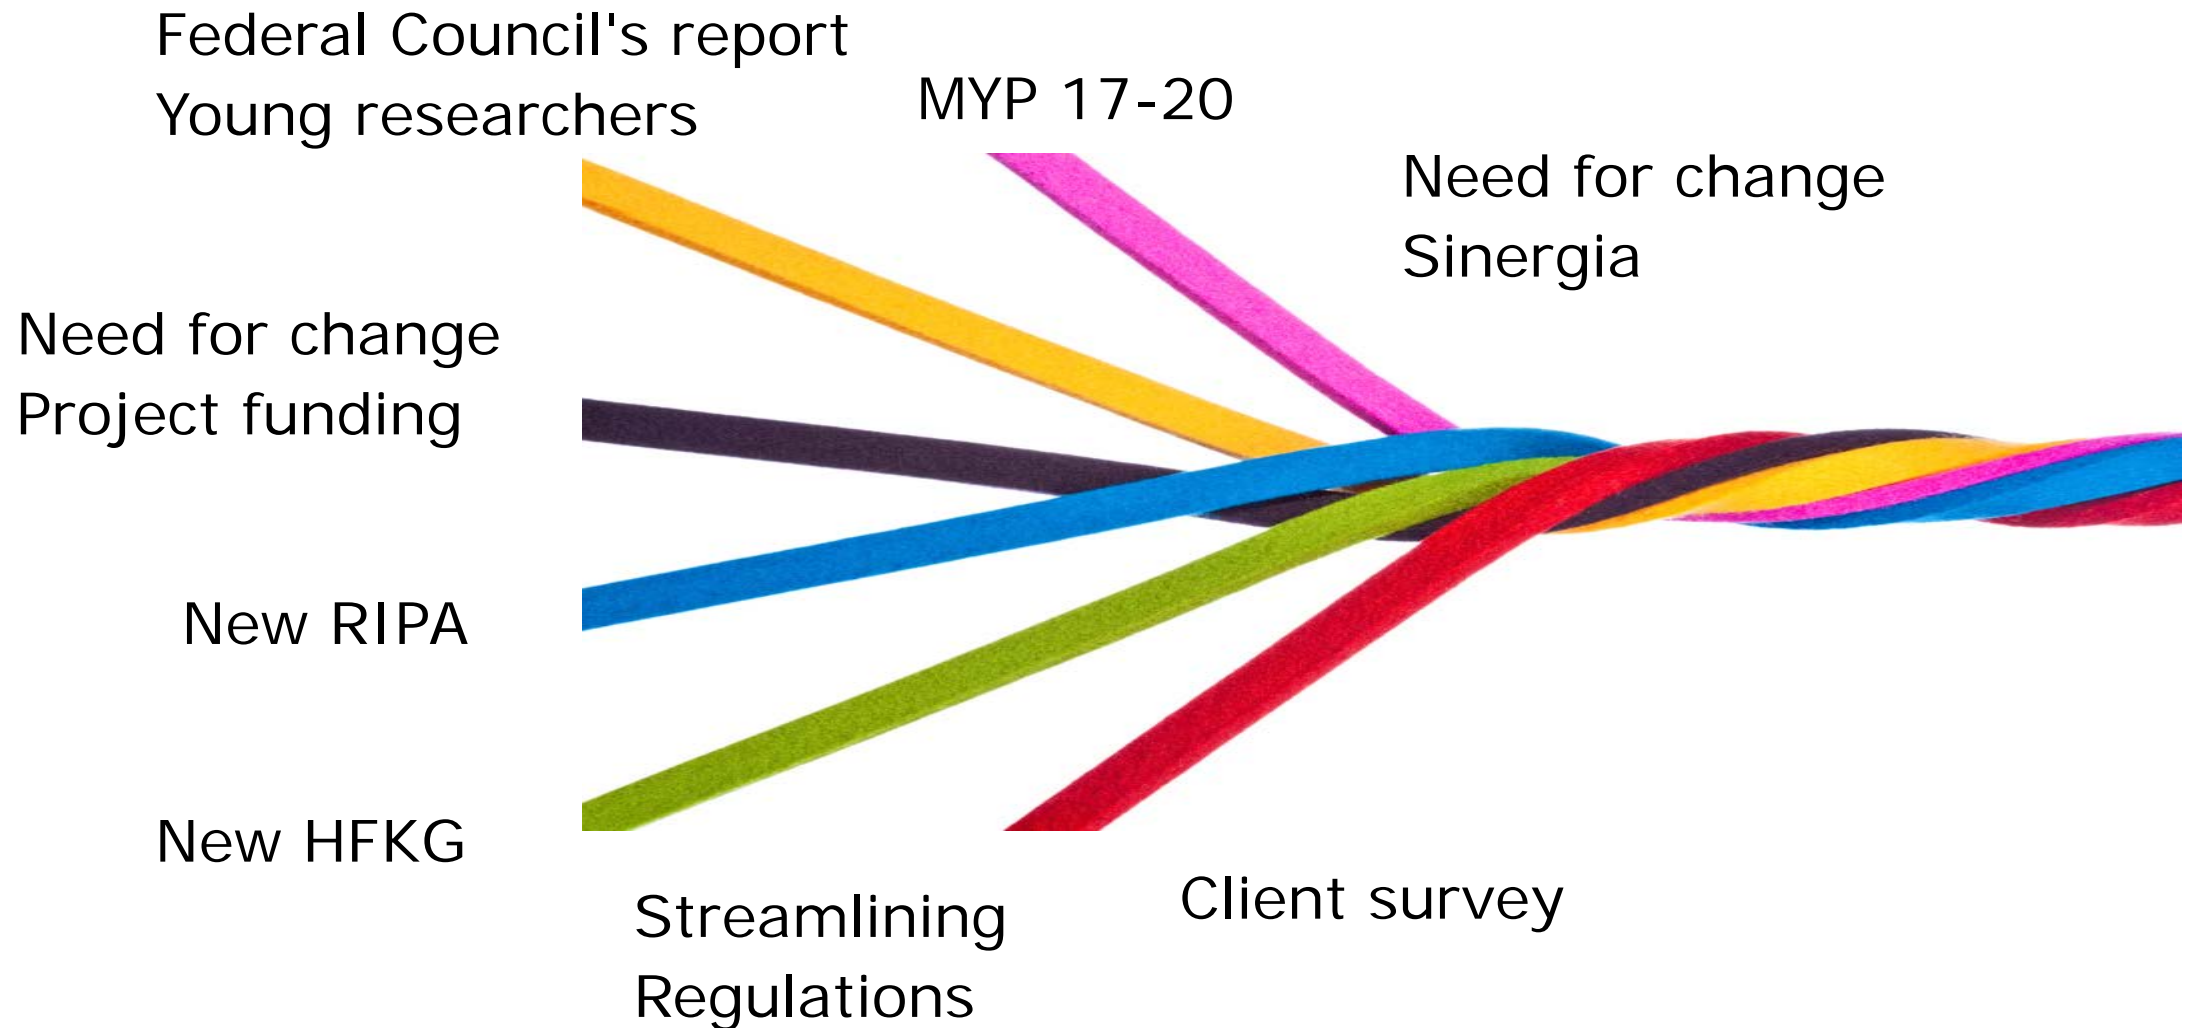 Federal Council's report
Young researchers
MYP 17-20
Need for change
Sinergia
Need for change
Project funding
New RIPA
New HFKG
Streamlining
Regulations
Client survey